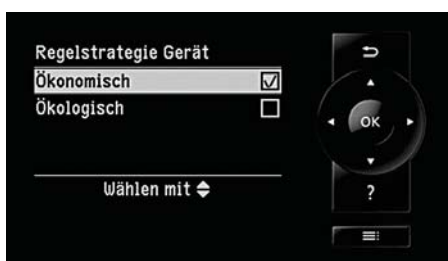 Regelstrategie Gerät
Ökonomisch
Ökologisch
Wählen mit
OK
?